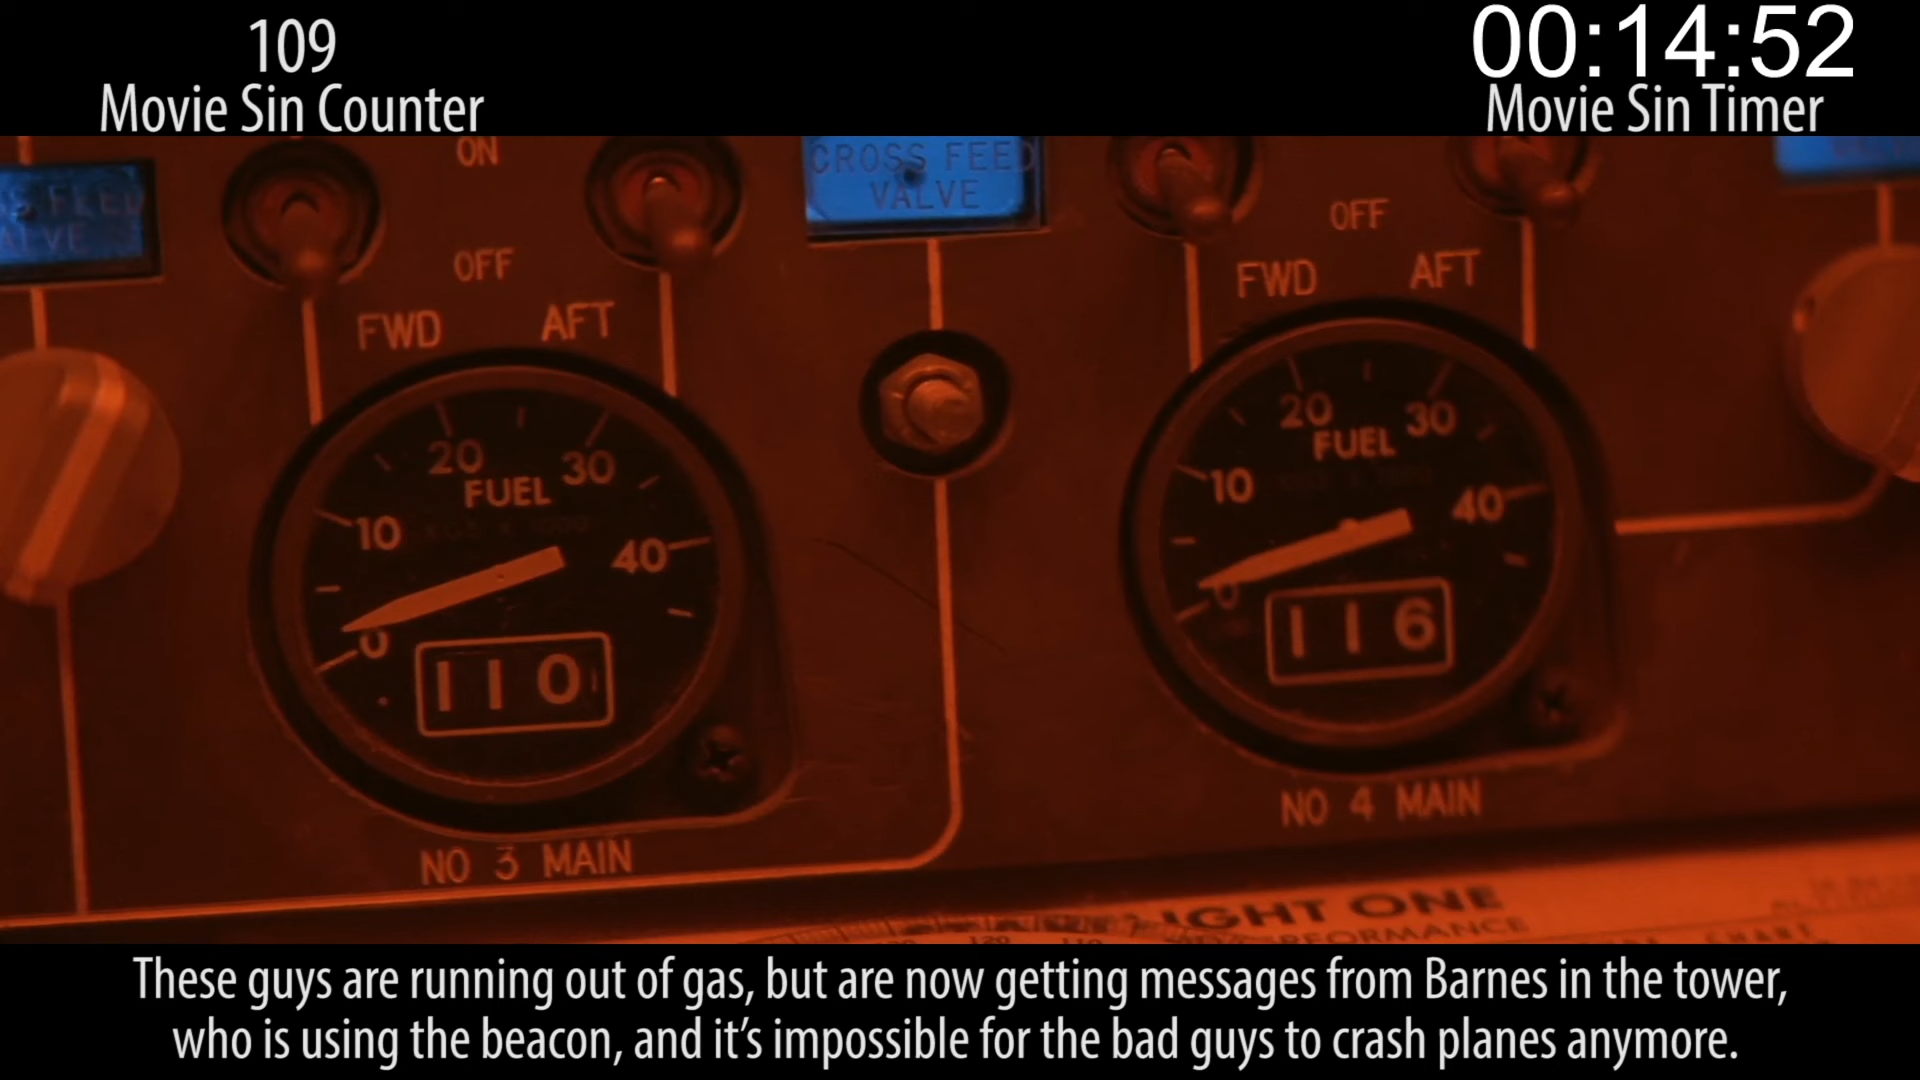 109
Movie Sin Counter
00:14:52
Movie Sin Timer
ON
CROSS FEED
VALVE
OFF
FWD AFT
OFF
FWD AFT
20 30
FUEL
10
40
0
110
NO 3 MAIN
20 30
FUEL
10
40
0
116
NO 4 MAIN
These guys are running out of gas, but are now getting messages from Barnes in the tower,
who is using the beacon, and it's impossible for the bad guys to crash planes anymore.